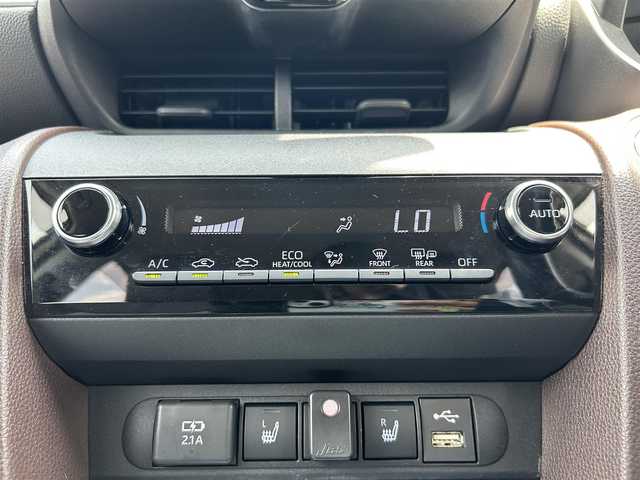 LO
AUTO
A/C
ECO
HEAT/COOL
FRONT
REAR
OFF
2.1A
L
R